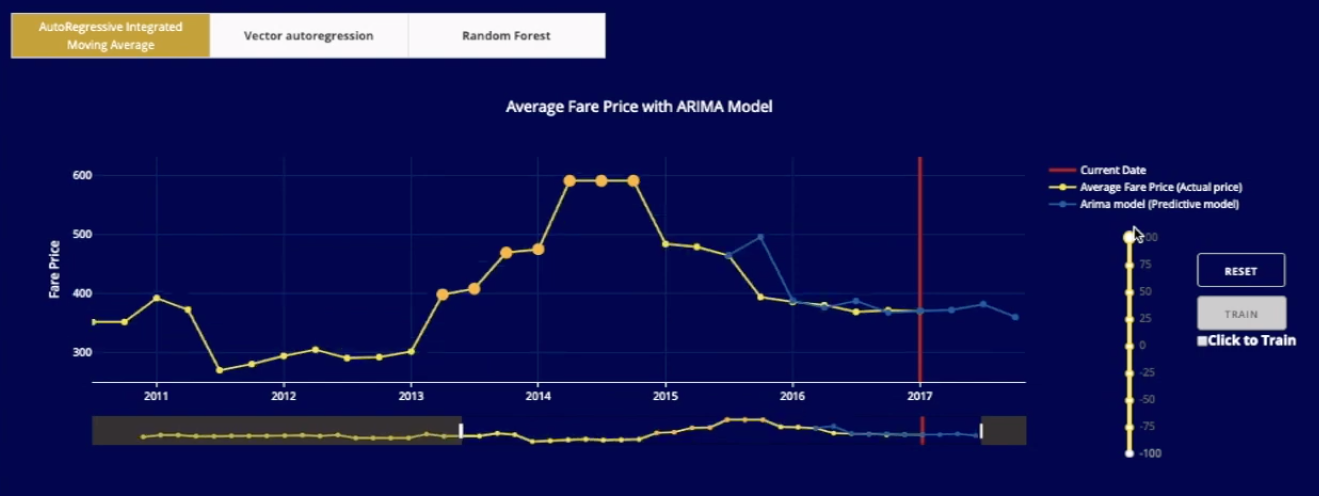 AutoRegressive Integrated
Moving Average
Vector autoregression
Random Forest
Average Fare Price with ARIMA Model
Current Date
Average Fare Price (Actual price)
Arima model (Predictive model)
Fare Price
600
500
400
300
2011
2012
2013
2014
2015
2016
2017
75
50
25
0
-25
-50
-75
-100
RESET
TRAIN
Click to Train